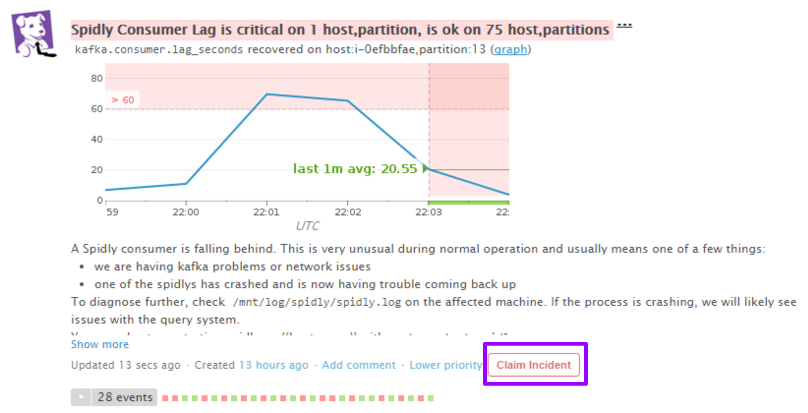 Spidly Consumer Lag is critical on 1 host,partition, is ok on 75 host,partitions ...
kafka.consumer.lag_seconds recovered on host:i-0efbbfae,partition:13 (graph)
80
> 60
60
40
last 1m avg: 20.55
20
0
:59 22:00 22:01 22:02 22:03 22:
UTC
A Spidly consumer is falling behind. This is very unusual during normal operation and usually means one of a few things:
• we are having kafka problems or network issues
• one of the spidlys has crashed and is now having trouble coming back up
To diagnose further, check /mnt/log/spidly/spidly.log on the affected machine. If the process is crashing, we will likely see
issues with the query system.
Show more
Updated 13 secs ago · Created 13 hours ago · Add comment · Lower priority Claim Incident
28 events